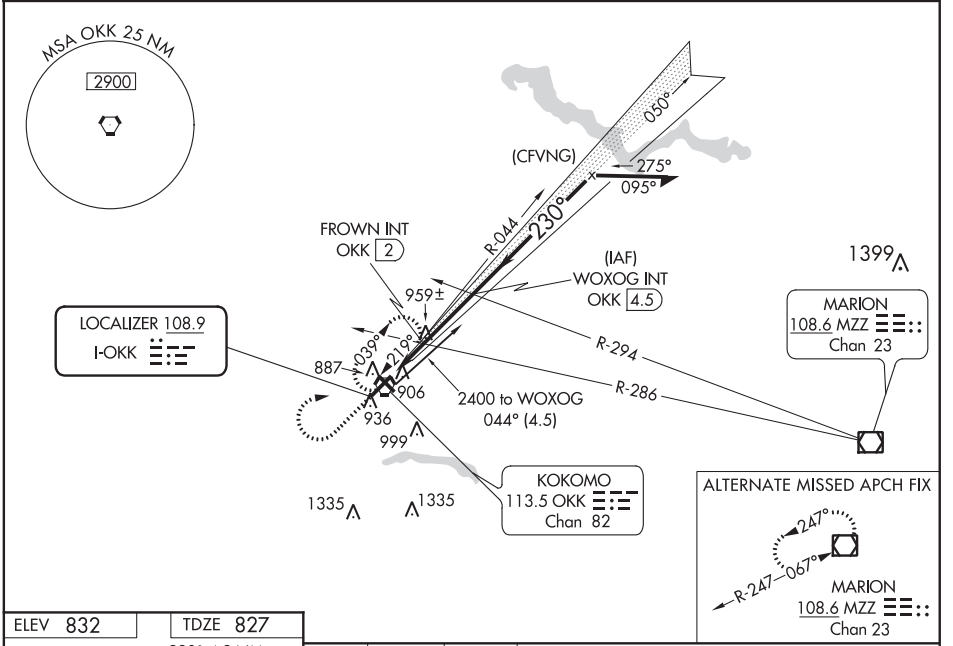 MSA OKK 25 NM
2900
050°
(CFVNG)
275°
095°
R-044
230°
FROWN INT
OKK 2
(IAF)
WOXOG INT
OKK 4.5
1399
959±
LOCALIZER 108.9
I-OKK
MARION
108.6 MZZ
Chan 23
039°
219°
R-294
887
R-286
906
2400 to WOXOG
044° (4.5)
936
999
KOKOMO
113.5 OKK
Chan 82
1335
1335
ALTERNATE MISSED APCH FIX
247°
R-247
067°
MARION
108.6 MZZ
Chan 23
ELEV 832
TDZE 827